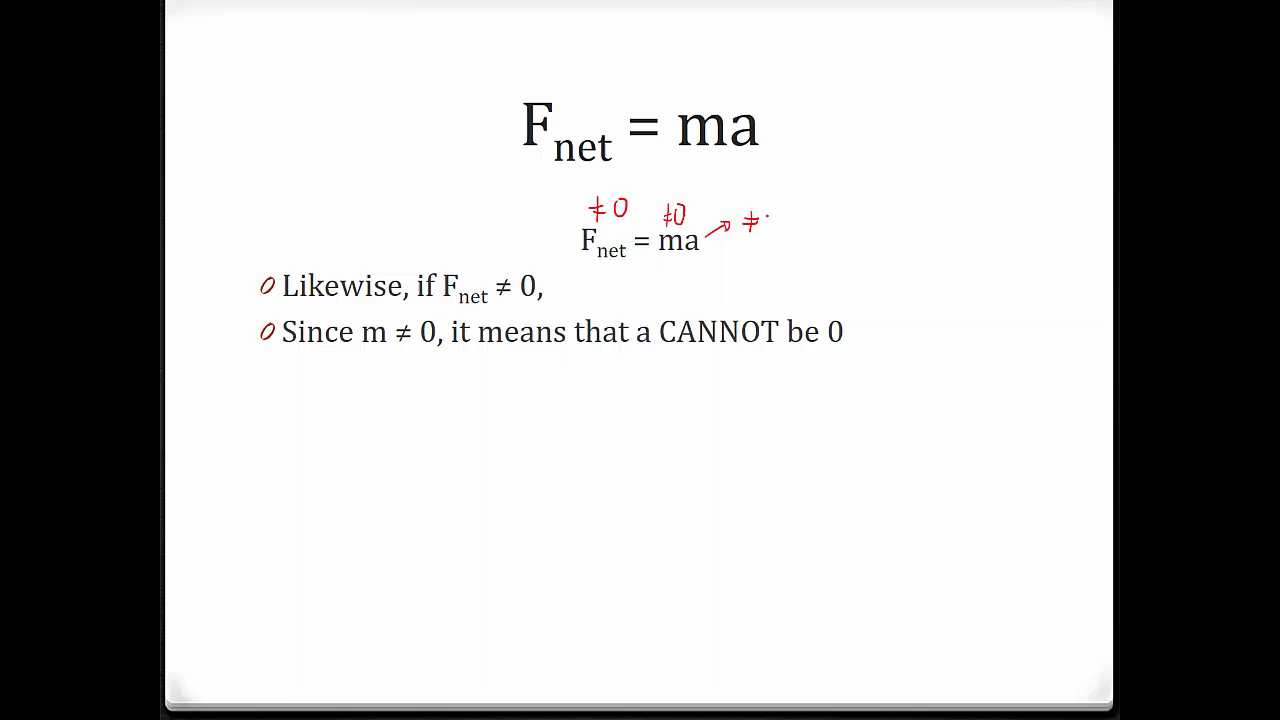 Fnet = ma
≠ 0 ≠0 ≠
Fnet = ma
Likewise, if Fnet ≠ 0,
Since m ≠ 0, it means that a CANNOT be 0